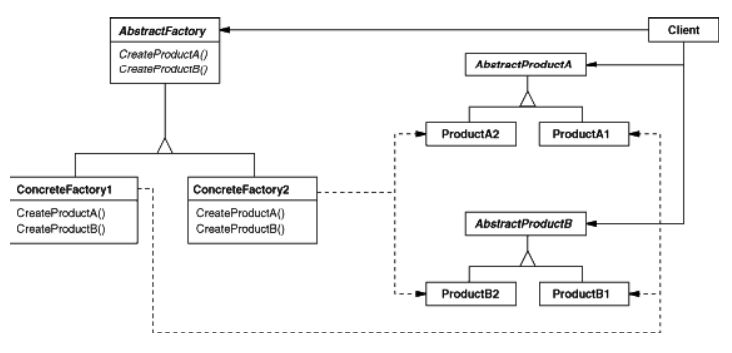 AbstractFactory
CreateProductA()
CreateProductB()
Client
AbstractProductA
ProductA2
ProductA1
ConcreteFactory1
CreateProductA()
CreateProductB()
ConcreteFactory2
CreateProductA()
CreateProductB()
AbstractProductB
ProductB2
ProductB1